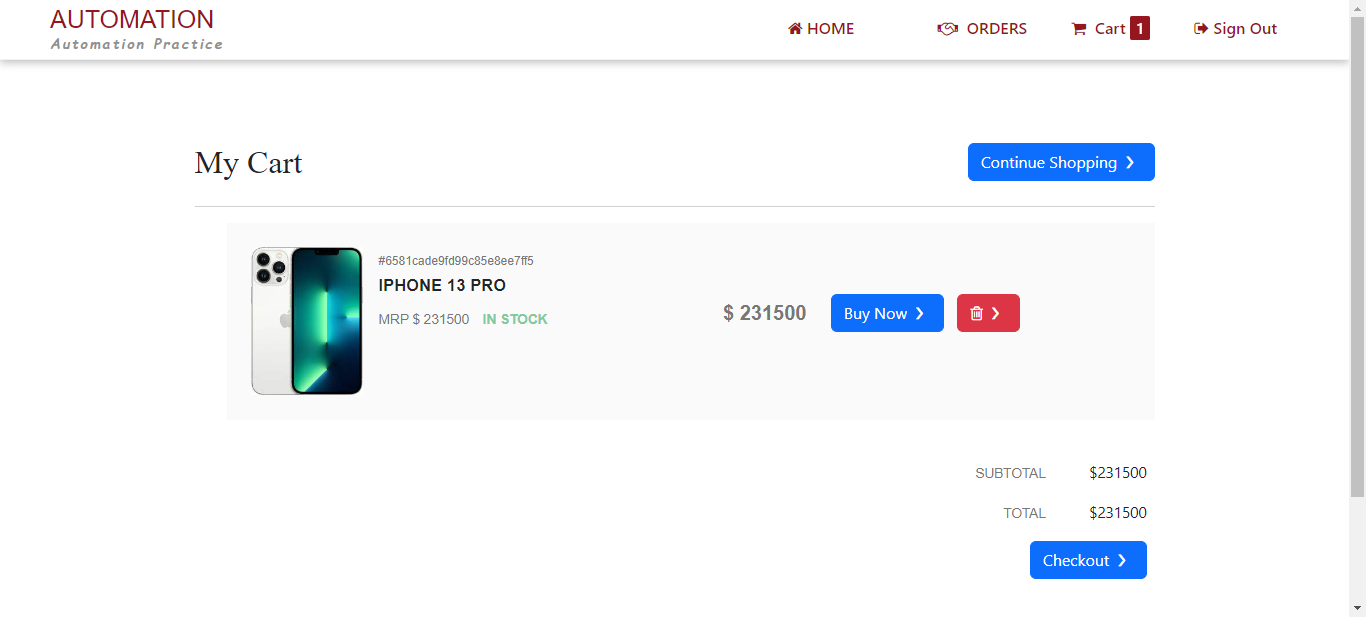 AUTOMATION
Automation Practice
HOME
ORDERS
Cart 1
Sign Out
My Cart
Continue Shopping
#6581cade9fd99c85e8ee7ff5
IPHONE 13 PRO
MRP $ 231500 IN STOCK
$ 231500
Buy Now
SUBTOTAL $231500
TOTAL $231500
Checkout